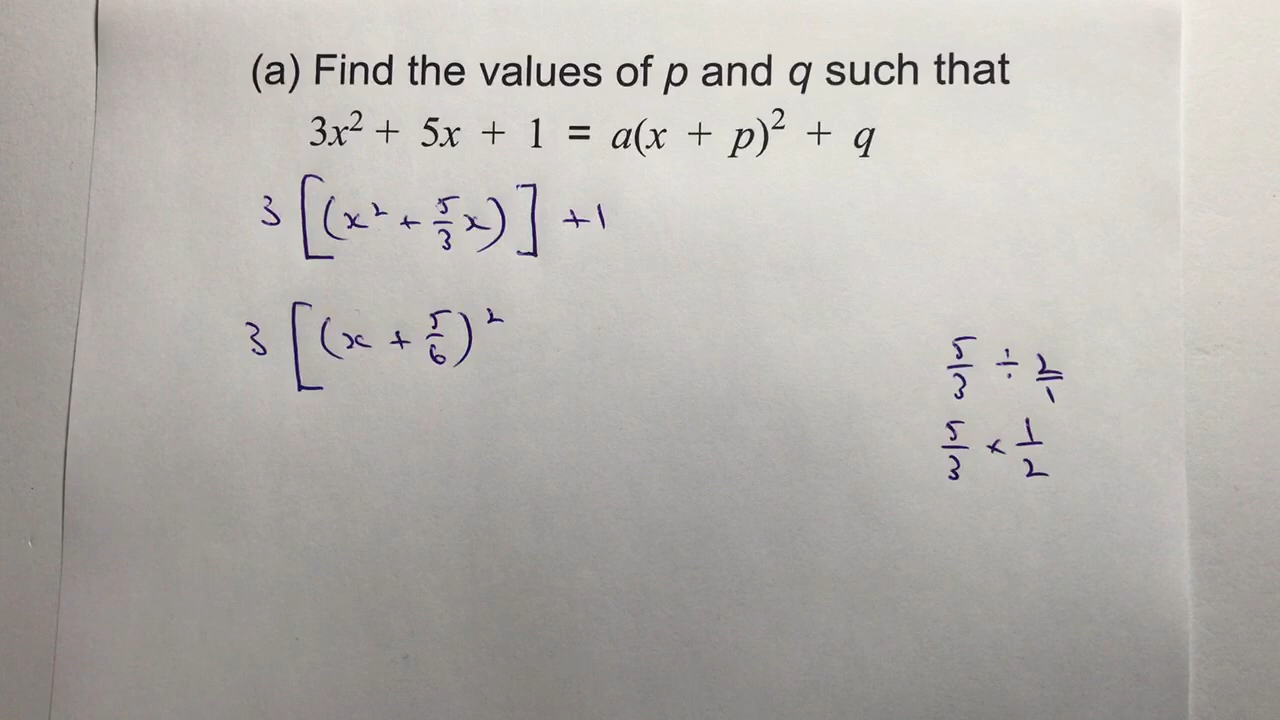 (a) Find the values of p and q such that
3x² + 5x + 1 = a(x + p)² + q
3 [(x² + 5/3 x)] + 1
3 [(x + 5/6)²
5/3 ÷ 2/1
5/3 × 1/2